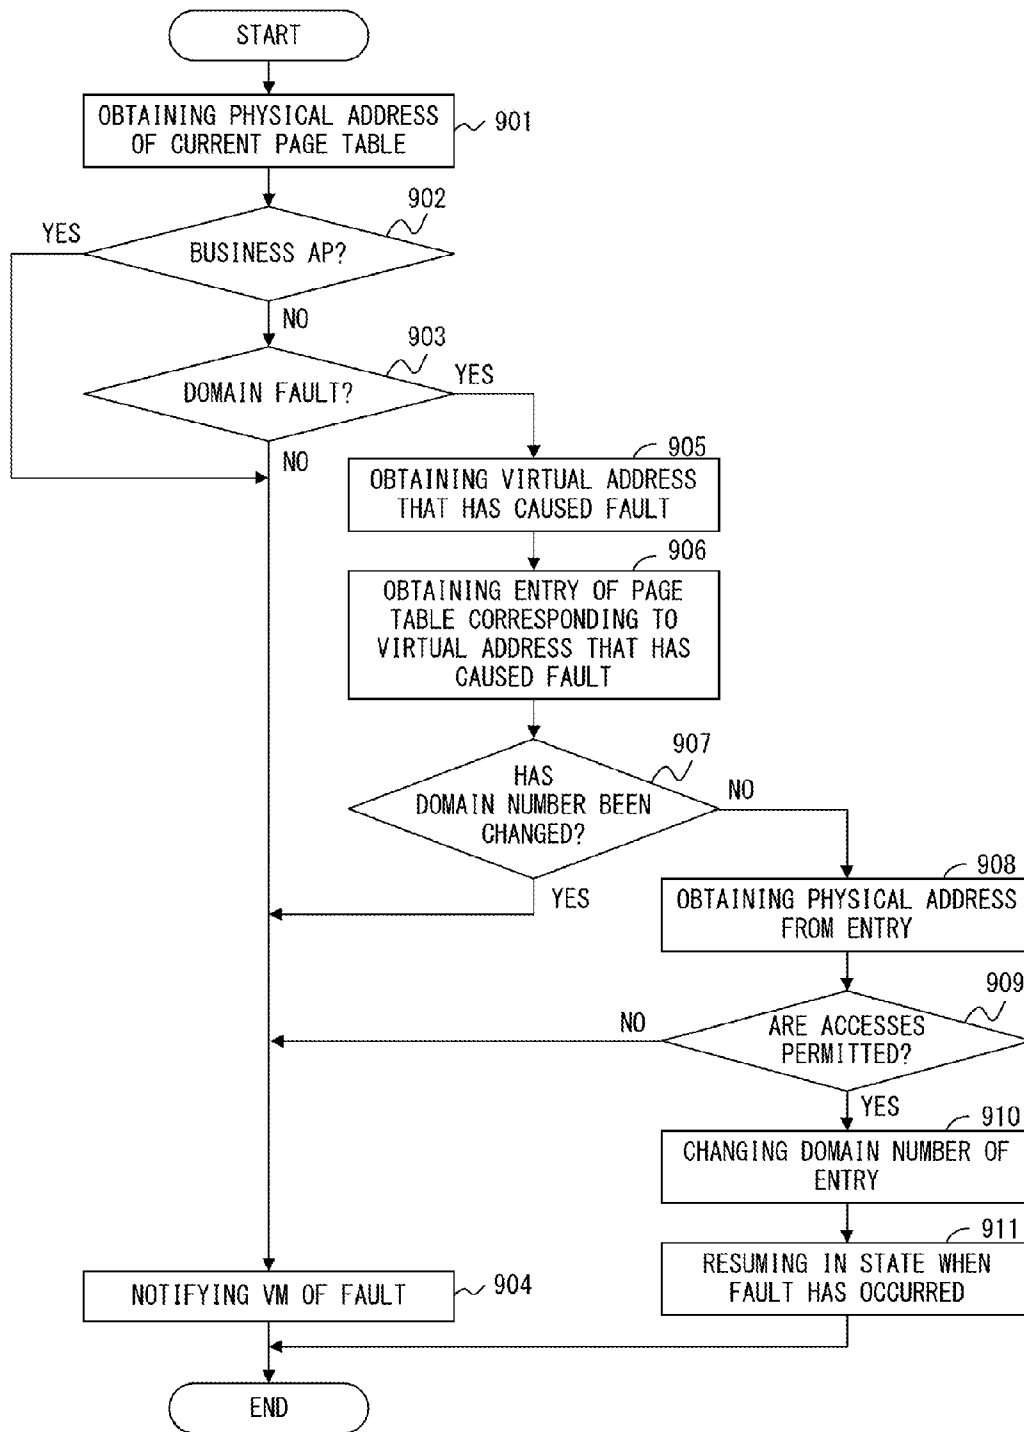 START
OBTAINING PHYSICAL ADDRESS
OF CURRENT PAGE TABLE
901
902
YES
BUSINESS AP?
NO
903
DOMAIN FAULT?
YES
NO
905
OBTAINING VIRTUAL ADDRESS
THAT HAS CAUSED FAULT
906
OBTAINING ENTRY OF PAGE
TABLE CORRESPONDING TO
VIRTUAL ADDRESS THAT HAS
CAUSED FAULT
907
HAS
DOMAIN NUMBER BEEN
CHANGED?
NO
YES
908
OBTAINING PHYSICAL ADDRESS
FROM ENTRY
909
NO
ARE ACCESSES
PERMITTED?
YES
910
CHANGING DOMAIN NUMBER OF
ENTRY
911
RESUMING IN STATE WHEN
FAULT HAS OCCURRED
NOTIFYING VM OF FAULT
904
END